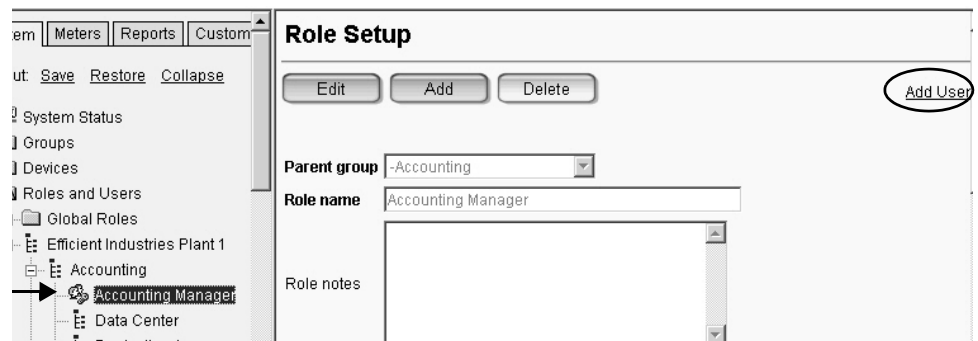 Meters Reports Custom
Save Restore Collapse
System Status
Groups
Devices
Roles and Users
Global Roles
Efficient Industries Plant 1
Accounting
Accounting Manager
Data Center
Role Setup
Edit Add Delete
Add User
Parent group -Accounting
Role name Accounting Manager
Role notes